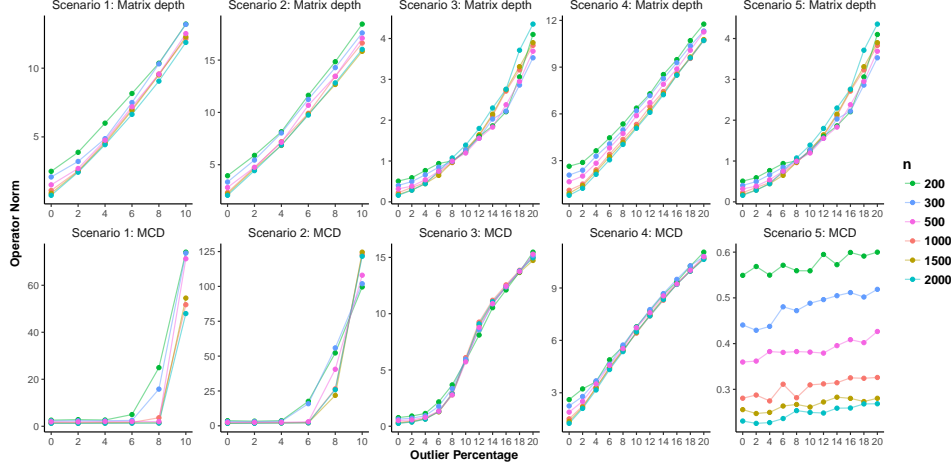 Scenario 1: Matrix depth
Scenario 2: Matrix depth
Scenario 3: Matrix depth
Scenario 4: Matrix depth
Scenario 5: Matrix depth
10
5
0 2 4 6 8 10
15
10
5
0 2 4 6 8 10
4
3
2
1
0
0 2 4 6 8 10 12 14 16 18 20
12
9
6
3
0 2 4 6 8 10 12 14 16 18 20
4
3
2
1
0
0 2 4 6 8 10 12 14 16 18 20
Operator Norm
Scenario 1: MCD
Scenario 2: MCD
Scenario 3: MCD
Scenario 4: MCD
Scenario 5: MCD
60
40
20
0
0 2 4 6 8 10
125
100
75
50
25
0
0 2 4 6 8 10
15
10
5
0
0 2 4 6 8 10 12 14 16 18 20
9
6
3
0 2 4 6 8 10 12 14 16 18 20
0.6
0.5
0.4
0.3
0 2 4 6 8 10 12 14 16 18 20
Outlier Percentage
n
200
300
500
1000
1500
2000